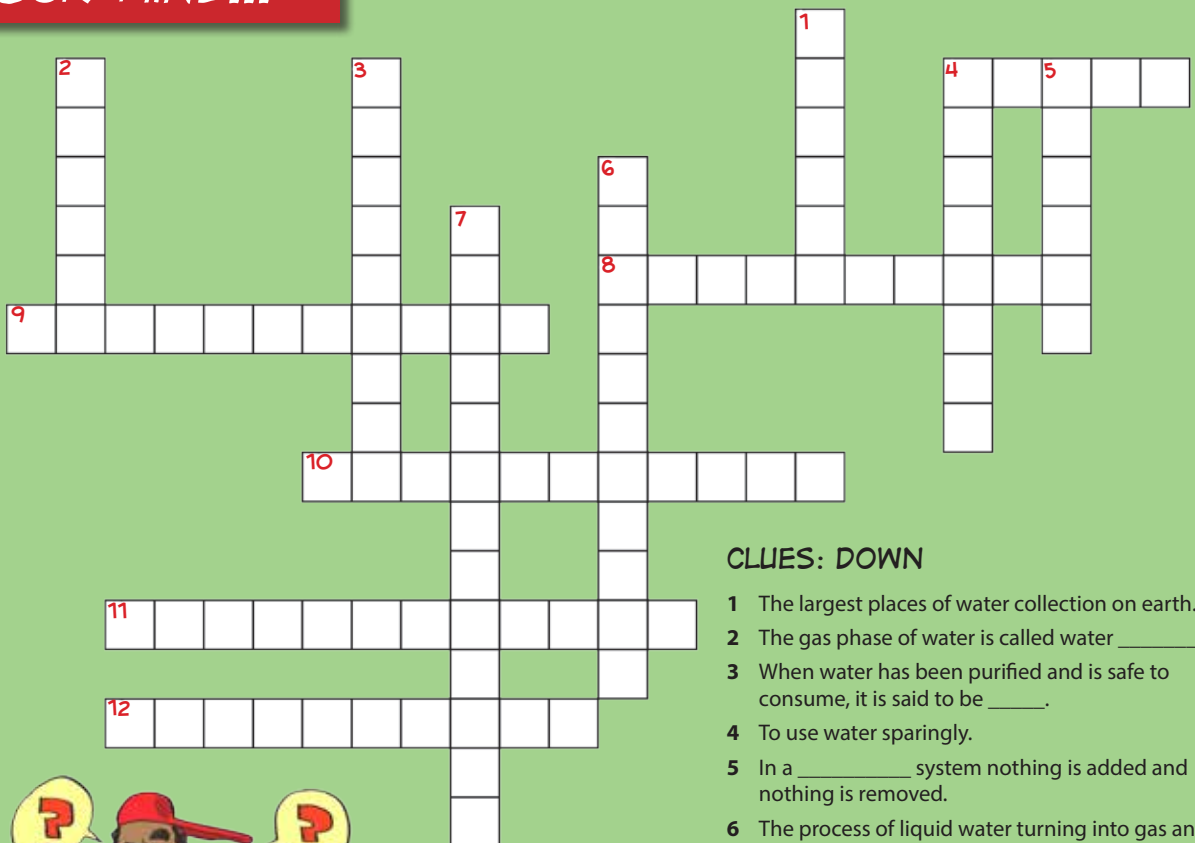 1
2
3
4
5
6
7
8
9
10
11
12
CLUES: DOWN
1 The largest places of water collection on earth.
2 The gas phase of water is called water _______
3 When water has been purified and is safe to
consume, it is said to be _____.
4 To use water sparingly.
5 In a __________ system nothing is added and
nothing is removed.
6 The process of liquid water turning into gas
? ?